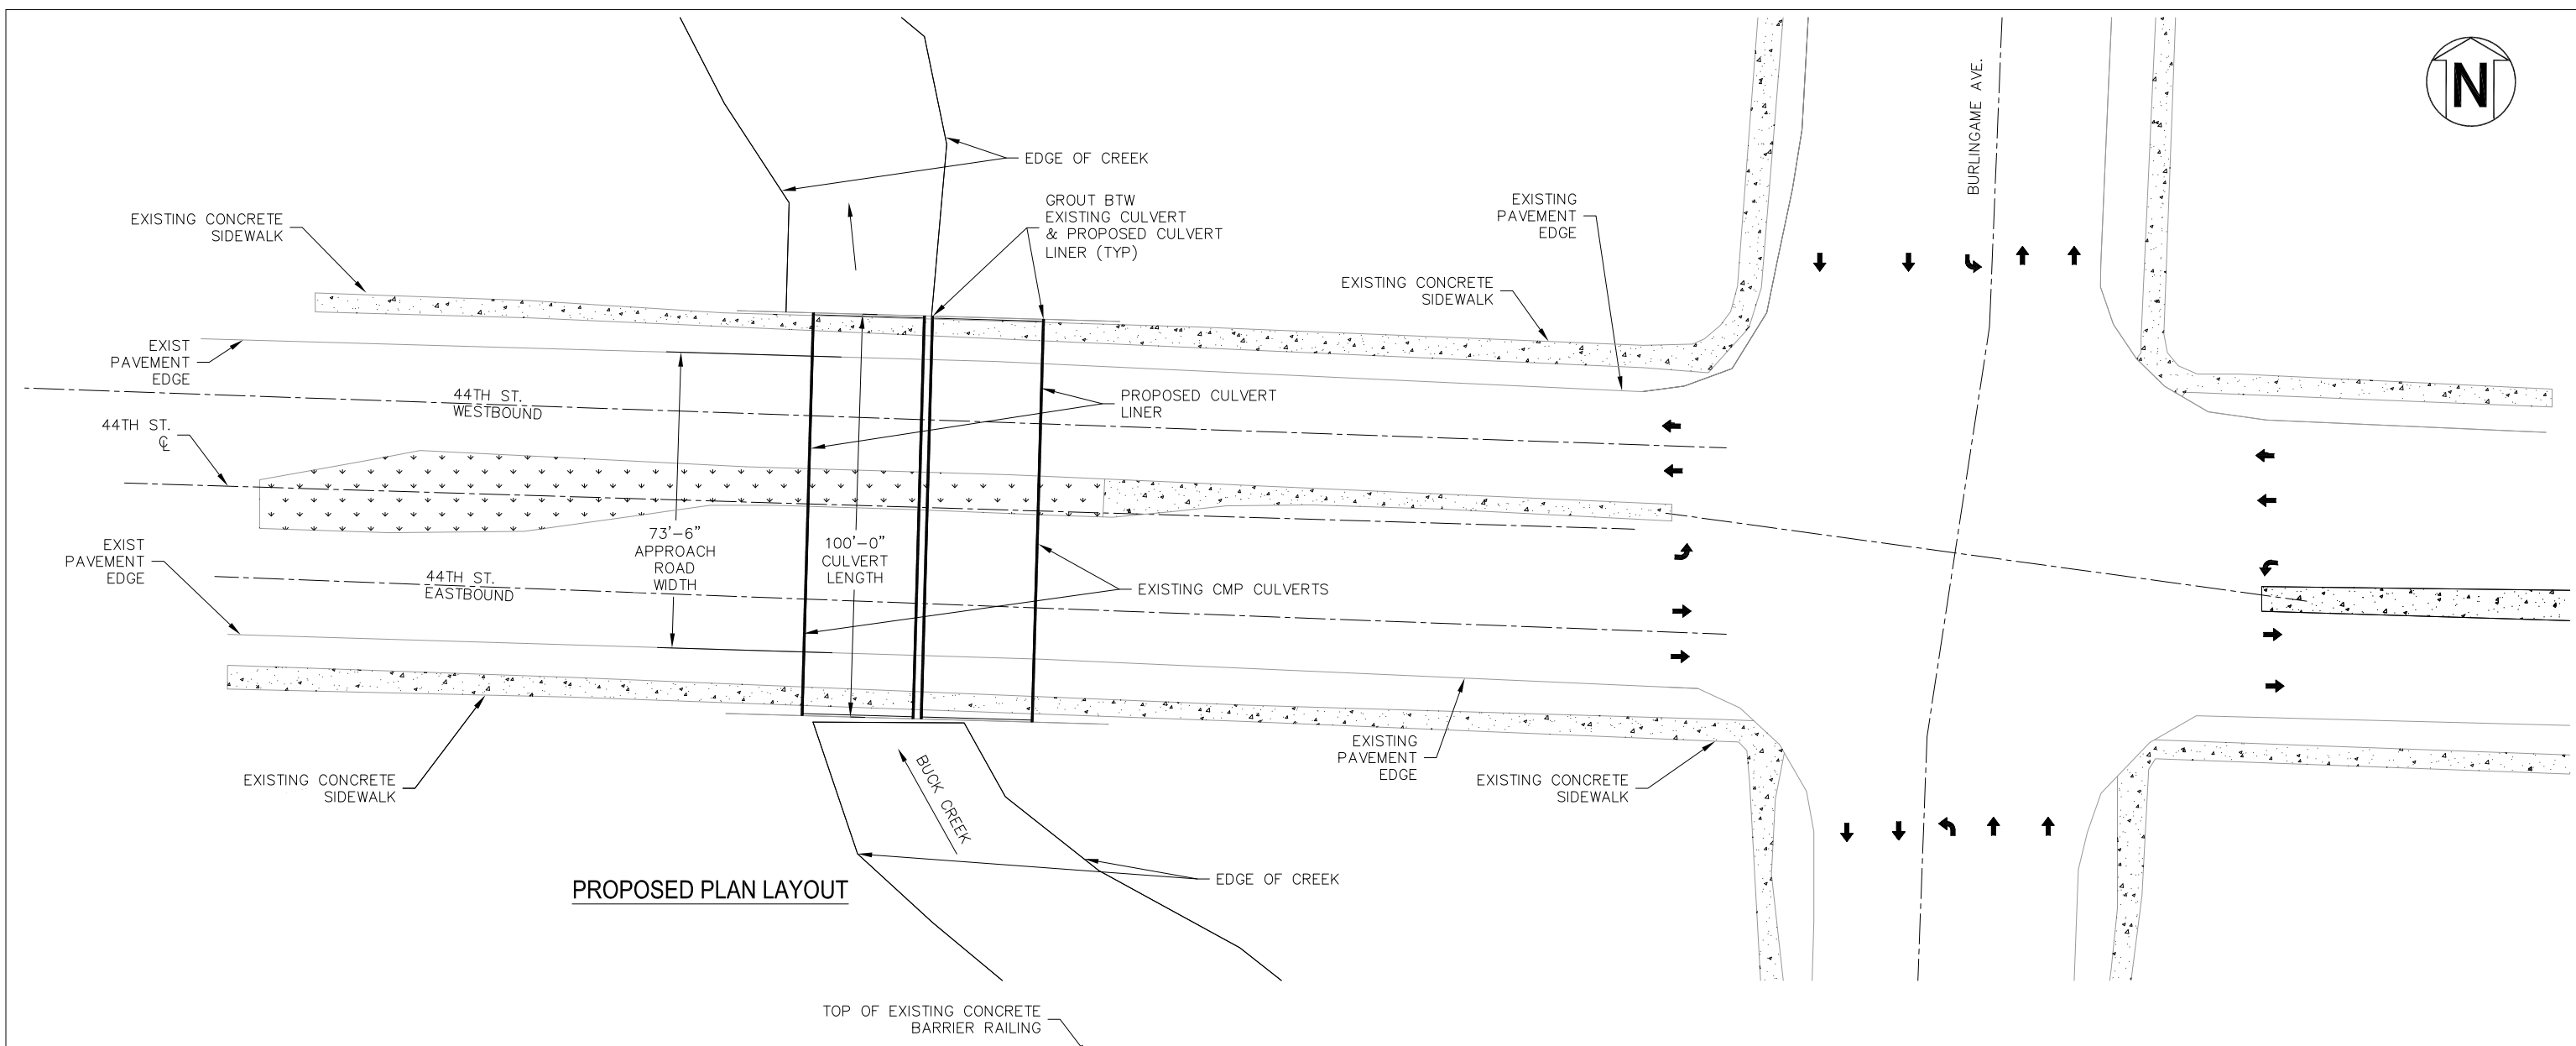 N
BURLINGAME AVE.
EDGE OF CREEK
EXISTING CONCRETE
SIDEWALK
GROUT BTW
EXISTING CULVERT
& PROPOSED CULVERT
LINER (TYP)
EXISTING
PAVEMENT
EDGE
EXISTING CONCRETE
SIDEWALK
EXIST
PAVEMENT
EDGE
44TH ST.
WESTBOUND
PROPOSED CULVERT
LINER
44TH ST.
℄
73'-6"
APPROACH
ROAD
WIDTH
100'-0"
CULVERT
LENGTH
EXIST
PAVEMENT
EDGE
44TH ST.
EASTBOUND
EXISTING CMP CULVERTS
EXISTING CONCRETE
SIDEWALK
BUCK CREEK
EXISTING
PAVEMENT
EDGE
EXISTING CONCRETE
SIDEWALK
EDGE OF CREEK
PROPOSED PLAN LAYOUT
TOP OF EXISTING CONCRETE
BARRIER RAILING